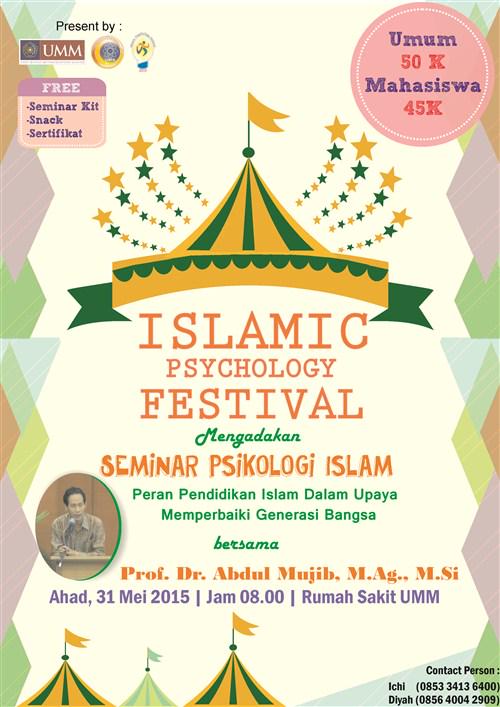 Present by :
UMM
FREE
-Seminar Kit
-Snack
-Sertifikat
Umum
50 K
Mahasiswa
45K
ISLAMIC
PSYCHOLOGY
FESTIVAL
Mengadakan
SEMINAR PSIKOLOGI ISLAM
Peran Pendidikan Islam Dalam Upaya
Memperbaiki Generasi Bangsa
bersama
Prof. Dr. Abdul Mujib, M.Ag., M.Si
Ahad, 31 Mei 2015 | Jam 08.00 | Rumah Sakit UMM
Contact Person :
Ichi (0853 3413 6400)
Diyah (0856 4004 2909)